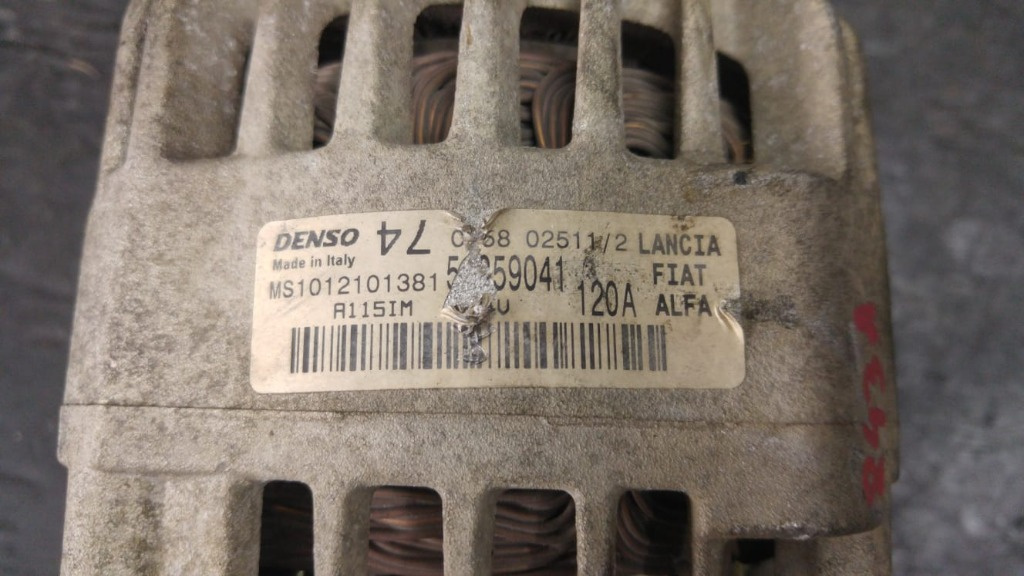 DENSO 74 02511/2 LANCIA
Made in Italy
MS1012101381 FIAT
A115IM 120A ALFA